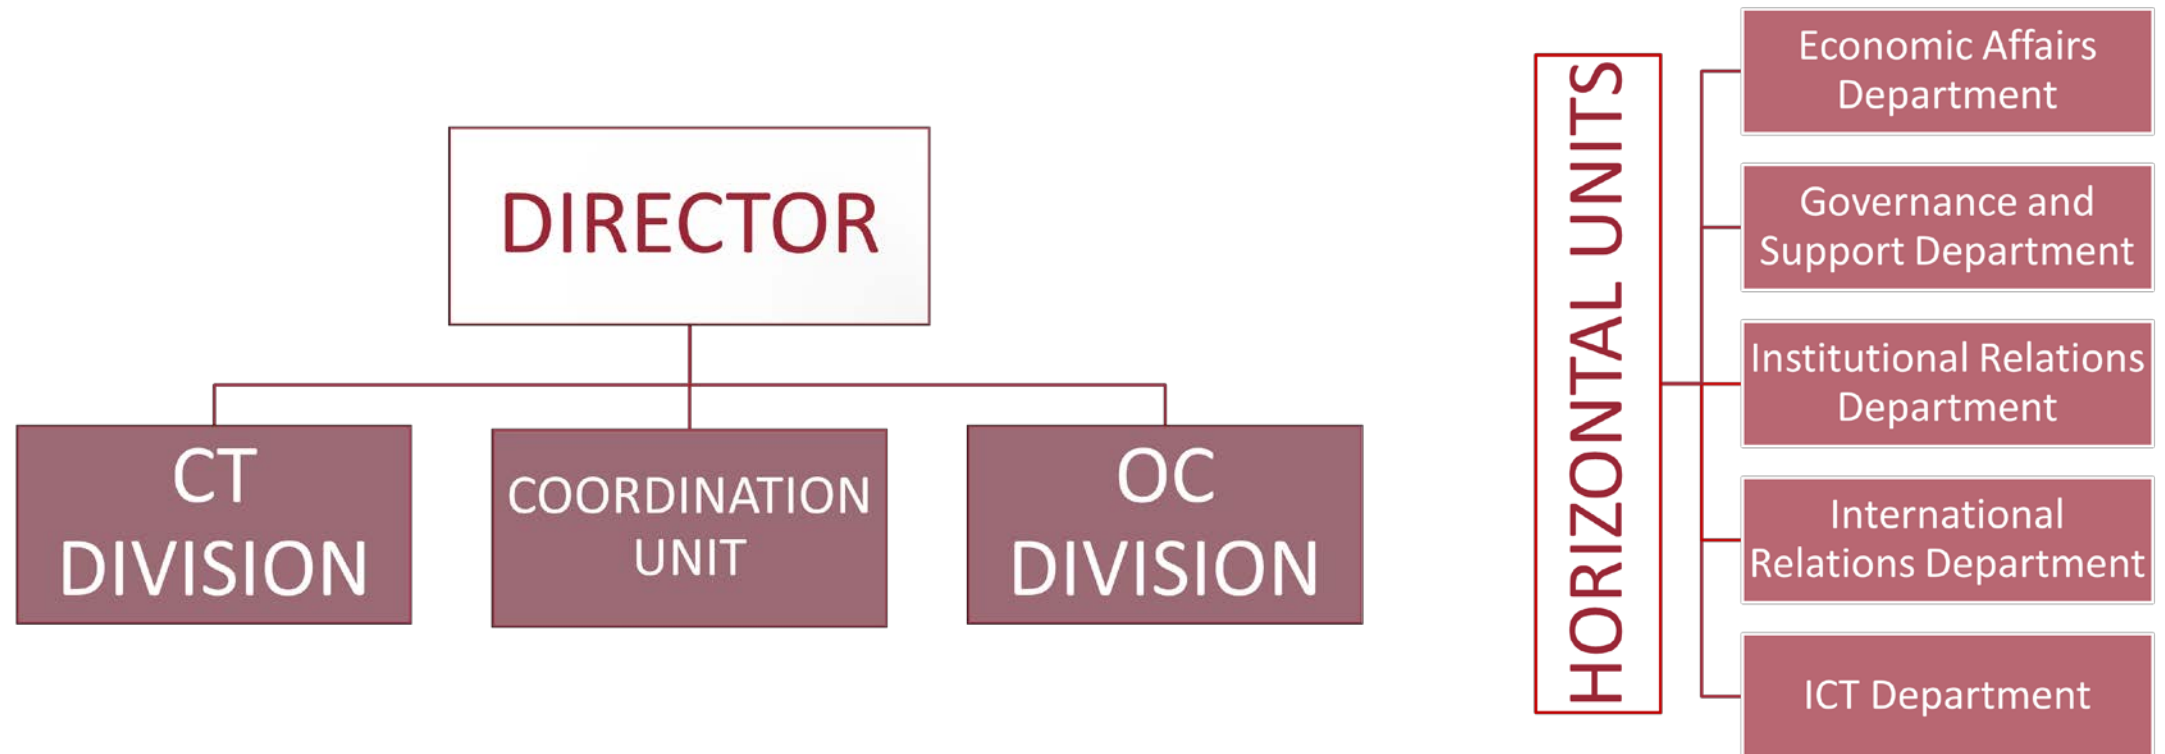 DIRECTOR
CT
DIVISION
COORDINATION
UNIT
OC
DIVISION
HORIZONTAL UNITS
Economic Affairs
Department
Governance and
Support Department
Institutional Relations
Department
International
Relations Department
ICT Department